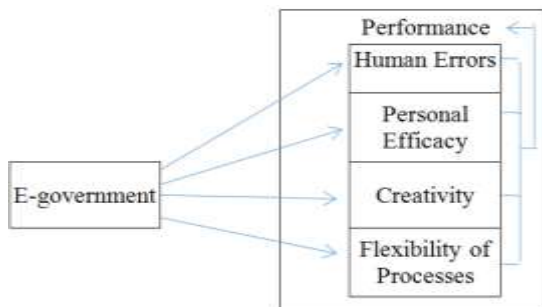 Performance
Human Errors
Personal
Efficacy
E-government
Creativity
Flexibility of
Processes